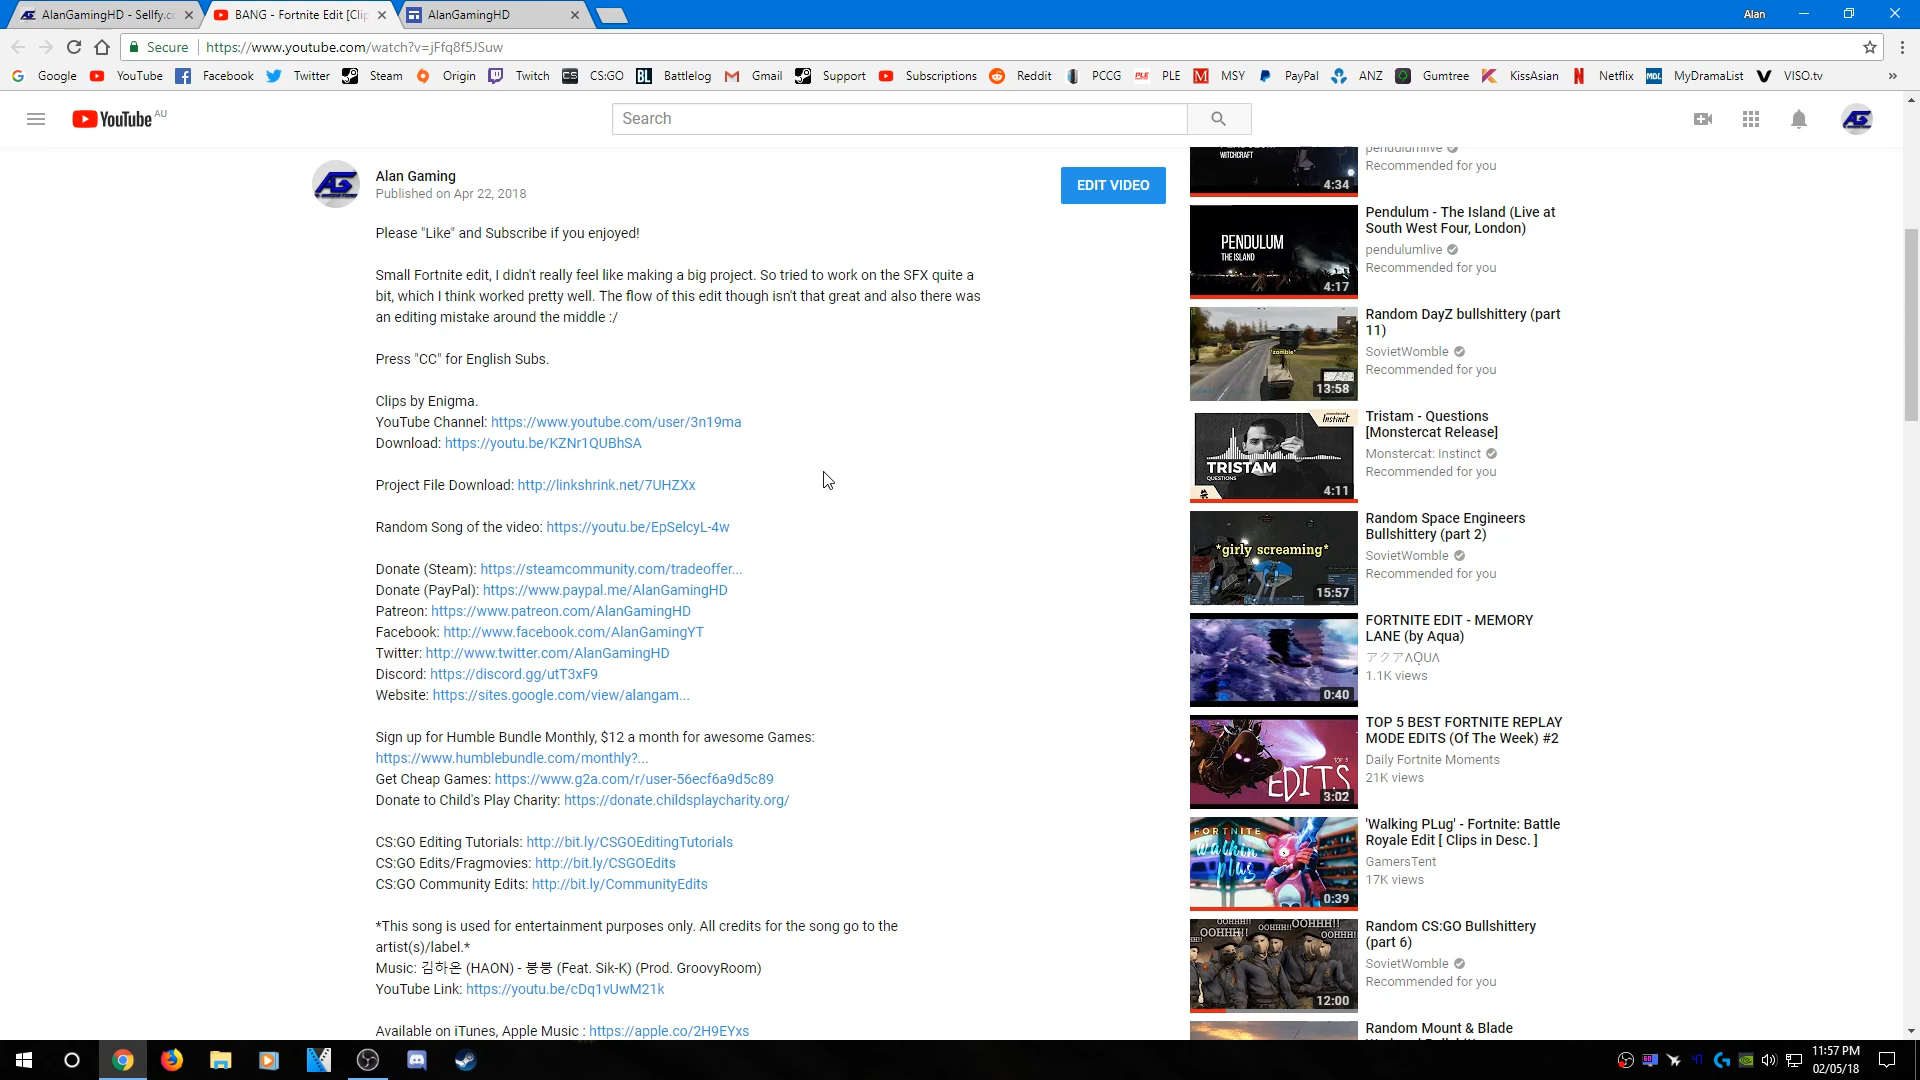 AlanGamingHD - Sellfy.co
BANG - Fortnite Edit [Clip
AlanGamingHD
Alan
Secure
https://www.youtube.com/watch?v=jFfq8f5JSuw
Google YouTube Facebook Twitter Steam Origin Twitch CS:GO Battlelog Gmail Support Subscriptions Reddit PCCG PLE MSY PayPal ANZ Gumtree KissAsian Netflix MyDramaList VISO.tv »
YouTube AU
Search
Alan Gaming
Published on Apr 22, 2018
EDIT VIDEO
Please "Like" and Subscribe if you enjoyed!
Small Fortnite edit, I didn't really feel like making a big project. So tried to work on the SFX quite a
bit, which I think worked pretty well. The flow of this edit though isn't that great and also there was
an editing mistake around the middle :/
Press "CC" for English Subs.
Clips by Enigma.
YouTube Channel: https://www.youtube.com/user/3n19ma
Download: https://youtu.be/KZNr1QUBhSA
Project File Download: http://linkshrink.net/7UHZXx
Random Song of the video: https://youtu.be/EpSelcyL-4w
Donate (Steam): https://steamcommunity.com/tradeoffer...
Donate (PayPal): https://www.paypal.me/AlanGamingHD
Patreon: https://www.patreon.com/AlanGamingHD
Facebook: http://www.facebook.com/AlanGamingYT
Twitter: http://www.twitter.com/AlanGamingHD
Discord: https://discord.gg/utT3xF9
Website: https://sites.google.com/view/alangam...
Sign up for Humble Bundle Monthly, $12 a month for awesome Games:
https://www.humblebundle.com/monthly?...
Get Cheap Games: https://www.g2a.com/r/user-56ecf6a9d5c89
Donate to Child's Play Charity: https://donate.childsplaycharity.org/
CS:GO Editing Tutorials: http://bit.ly/CSGOEditingTutorials
CS:GO Edits/Fragmovies: http://bit.ly/CSGOEdits
CS:GO Community Edits: http://bit.ly/CommunityEdits
*This song is used for entertainment purposes only. All credits for the song go to the
artist(s)/label.*
Music: 김하온 (HAON) - 붕붕 (Feat. Sik-K) (Prod. GroovyRoom)
YouTube Link: https://youtu.be/cDq1vUwM21k
Available on iTunes, Apple Music : https://apple.co/2H9EYxs
WITCHCRAFT
4:34
pendulumlive
Recommended for you
PENDULUM
THE ISLAND
4:17
Pendulum - The Island (Live at
South West Four, London)
pendulumlive
Recommended for you
*zombie*
13:58
Random DayZ bullshittery (part
11)
SovietWomble
Recommended for you
Instinct
TRISTAM
QUESTIONS
4:11
Tristam - Questions
[Monstercat Release]
Monstercat: Instinct
Recommended for you
*girly screaming*
15:57
Random Space Engineers
Bullshittery (part 2)
SovietWomble
Recommended for you
0:40
FORTNITE EDIT - MEMORY
LANE (by Aqua)
アクアΛQUΛ
1.1K views
TOP 5
EDITS
3:02
TOP 5 BEST FORTNITE REPLAY
MODE EDITS (Of The Week) #2
Daily Fortnite Moments
21K views
FORTNITE
walkin
plug
0:39
'Walking PLug' - Fortnite: Battle
Royale Edit [ Clips in Desc. ]
GamersTent
17K views
OOHHH!! OOHHH!! OOHHH!! OOHHH!
12:00
Random CS:GO Bullshittery
(part 6)
SovietWomble
Recommended for you
Random Mount & Blade
11:57 PM
02/05/18